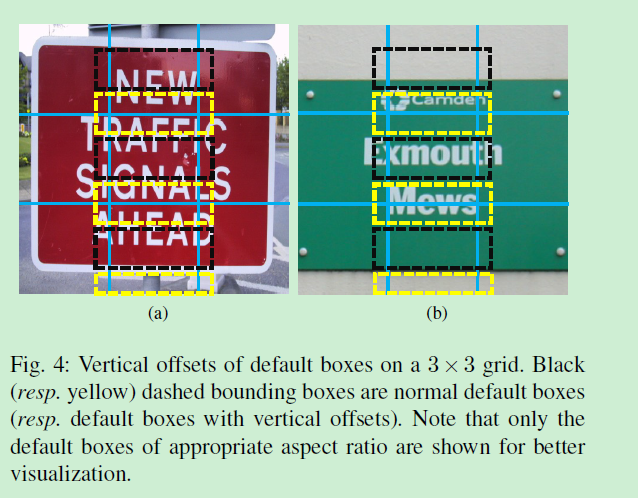 NEW
TRAFFIC
SIGNALS
AHEAD
Camden
Exmouth
Mews
(a)
(b)
Fig. 4: Vertical offsets of default boxes on a 3 × 3 grid. Black
(resp. yellow) dashed bounding boxes are normal default boxes
(resp. default boxes with vertical offsets). Note that only the
default boxes of appropriate aspect ratio are shown for better
visualization.